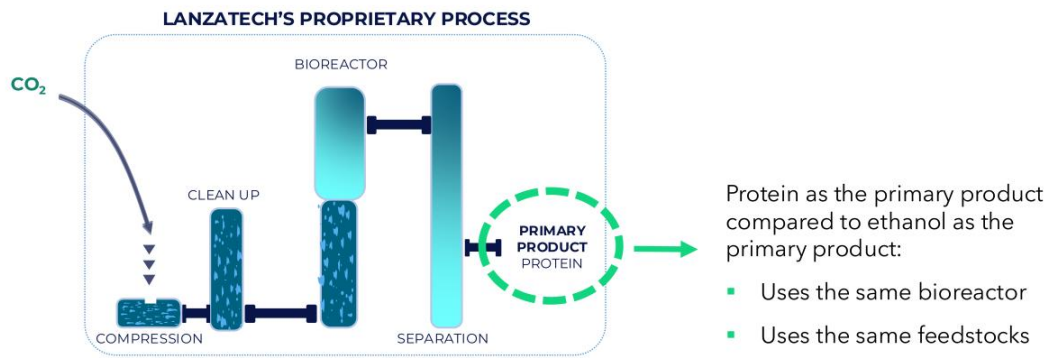 LANZATECH'S PROPRIETARY PROCESS
BIOREACTOR
CO₂
CLEAN UP
PRIMARY
PRODUCT
PROTEIN
COMPRESSION
SEPARATION
Protein as the primary product
compared to ethanol as the
primary product:
▪ Uses the same bioreactor
▪ Uses the same feedstocks